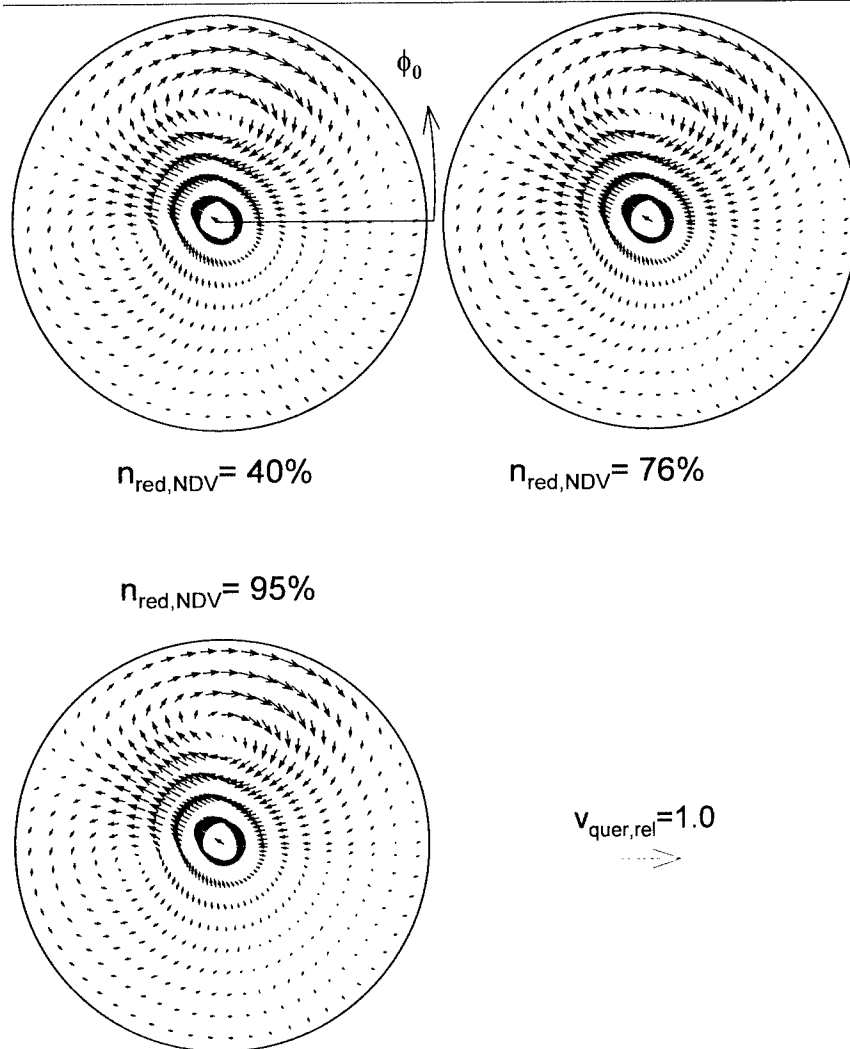 ϕ₀
n_red,NDV= 40%
n_red,NDV= 76%
n_red,NDV= 95%
v_quer,rel=1.0